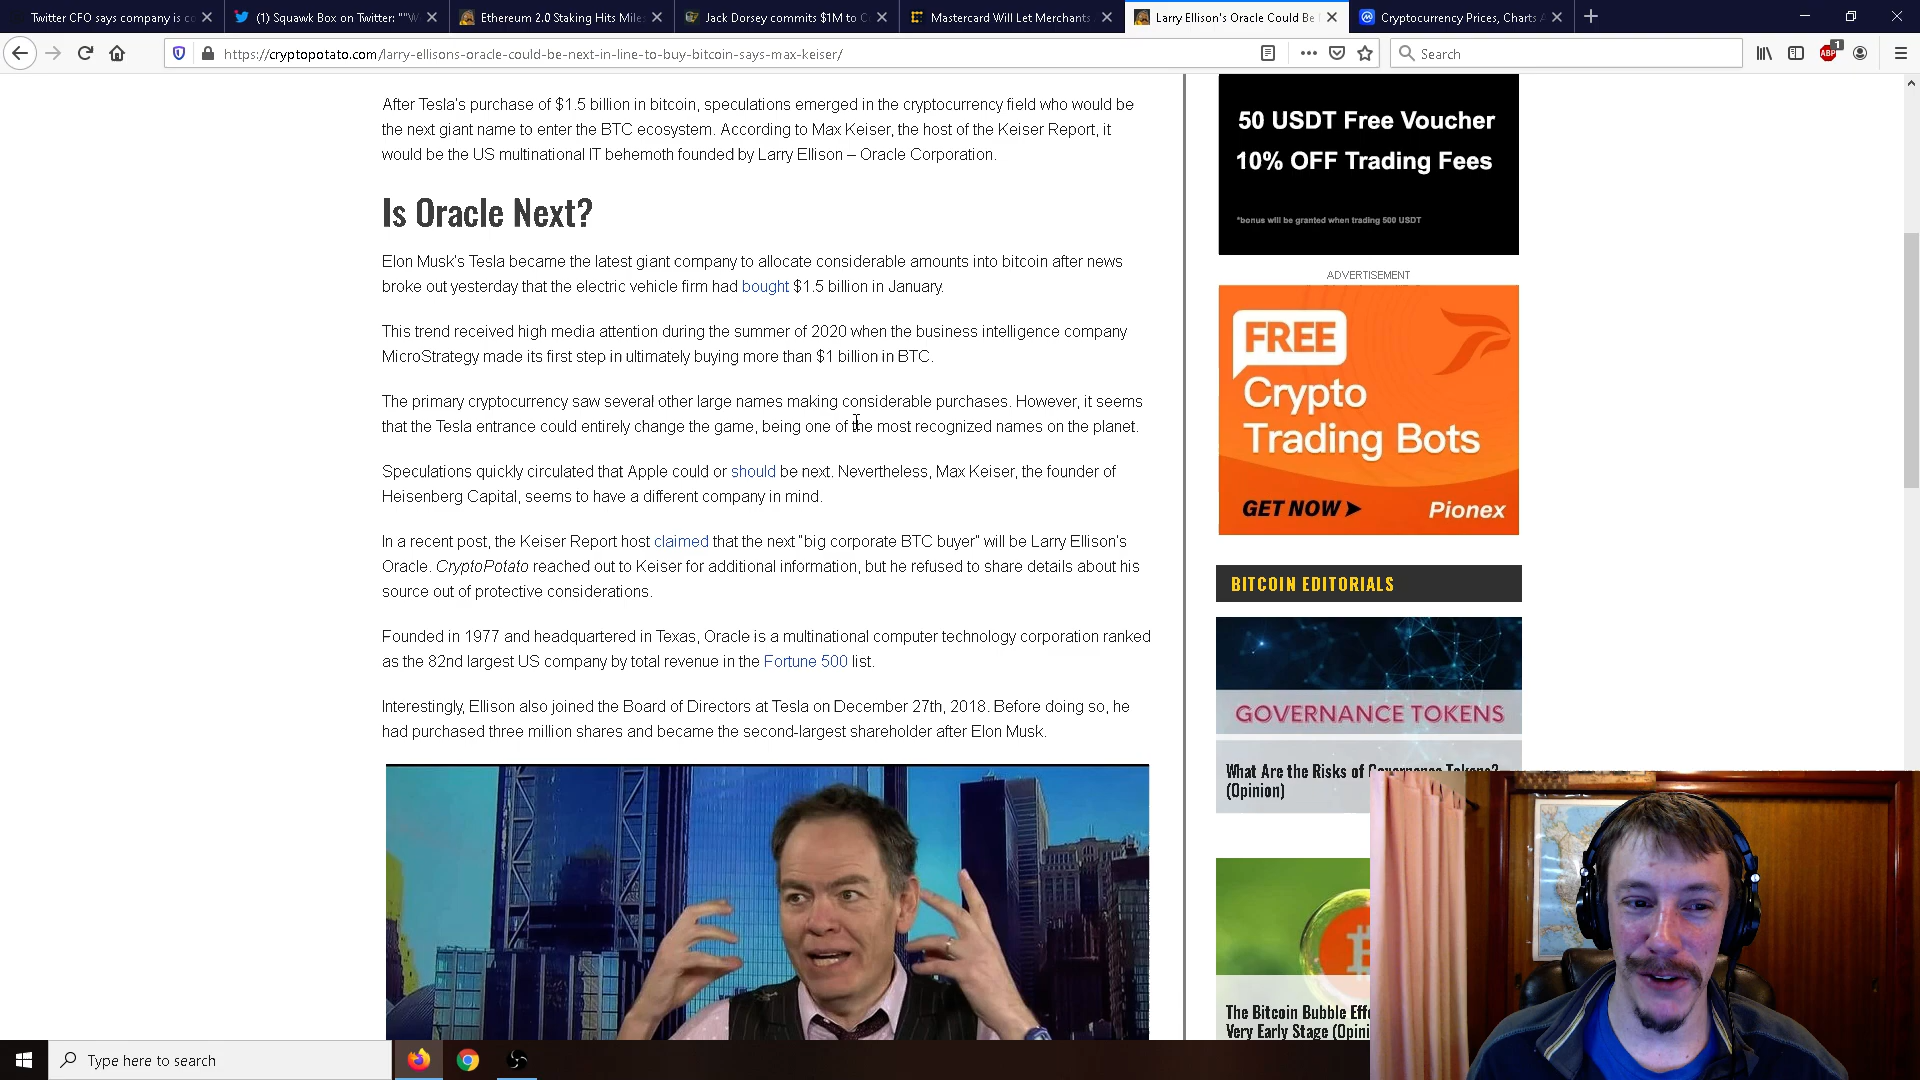 Twitter CFO says company is cc
(1) Squawk Box on Twitter: ""W
Ethereum 2.0 Staking Hits Mile
Jack Dorsey commits $1M to C
Mastercard Will Let Merchants
Larry Ellison's Oracle Could Be
Cryptocurrency Prices, Charts A
https://cryptopotato.com/larry-ellisons-oracle-could-be-next-in-line-to-buy-bitcoin-says-max-keiser/
Search
ABP
1
After Tesla's purchase of $1.5 billion in bitcoin, speculations emerged in the cryptocurrency field who would be
the next giant name to enter the BTC ecosystem. According to Max Keiser, the host of the Keiser Report, it
would be the US multinational IT behemoth founded by Larry Ellison – Oracle Corporation.
Is Oracle Next?
Elon Musk's Tesla became the latest giant company to allocate considerable amounts into bitcoin after news
broke out yesterday that the electric vehicle firm had bought $1.5 billion in January.
This trend received high media attention during the summer of 2020 when the business intelligence company
MicroStrategy made its first step in ultimately buying more than $1 billion in BTC.
The primary cryptocurrency saw several other large names making considerable purchases. However, it seems
that the Tesla entrance could entirely change the game, being one of the most recognized names on the planet.
Speculations quickly circulated that Apple could or should be next. Nevertheless, Max Keiser, the founder of
Heisenberg Capital, seems to have a different company in mind.
In a recent post, the Keiser Report host claimed that the next "big corporate BTC buyer" will be Larry Ellison's
Oracle. CryptoPotato reached out to Keiser for additional information, but he refused to share details about his
source out of protective considerations.
Founded in 1977 and headquartered in Texas, Oracle is a multinational computer technology corporation ranked
as the 82nd largest US company by total revenue in the Fortune 500 list.
Interestingly, Ellison also joined the Board of Directors at Tesla on December 27th, 2018. Before doing so, he
had purchased three million shares and became the second-largest shareholder after Elon Musk.
50 USDT Free Voucher
10% OFF Trading Fees
*bonus will be granted when trading 500 USDT
ADVERTISEMENT
FREE
Crypto
Trading Bots
GET NOW
Pionex
BITCOIN EDITORIALS
GOVERNANCE TOKENS
What Are the Risks of Governance Tokens?
(Opinion)
The Bitcoin Bubble Effe
Very Early Stage (Opini
Type here to search